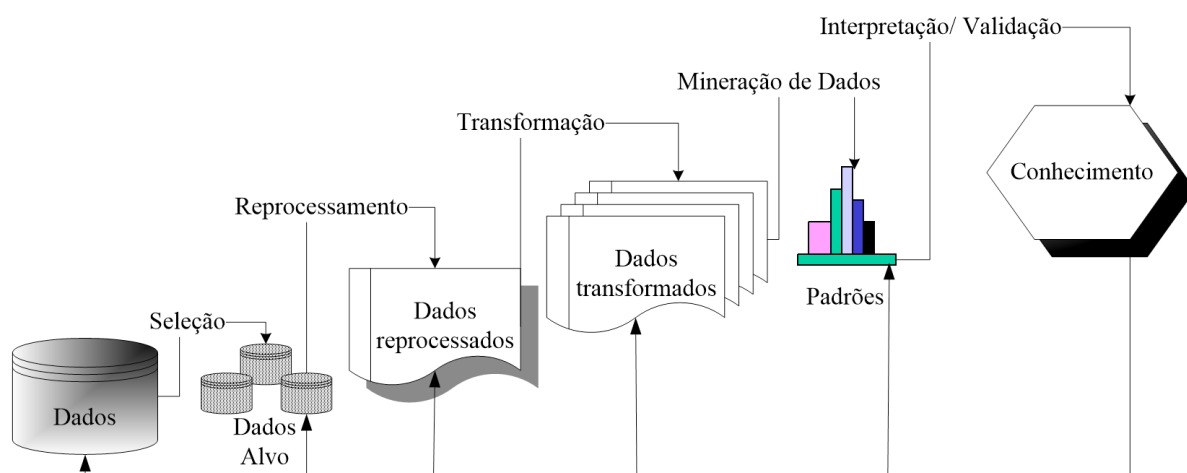 Interpretação/ Validação
Mineração de Dados
Transformação
Conhecimento
Reprocessamento
Dados
transformados
Padrões
Dados
reprocessados
Seleção
Dados
Dados
Alvo